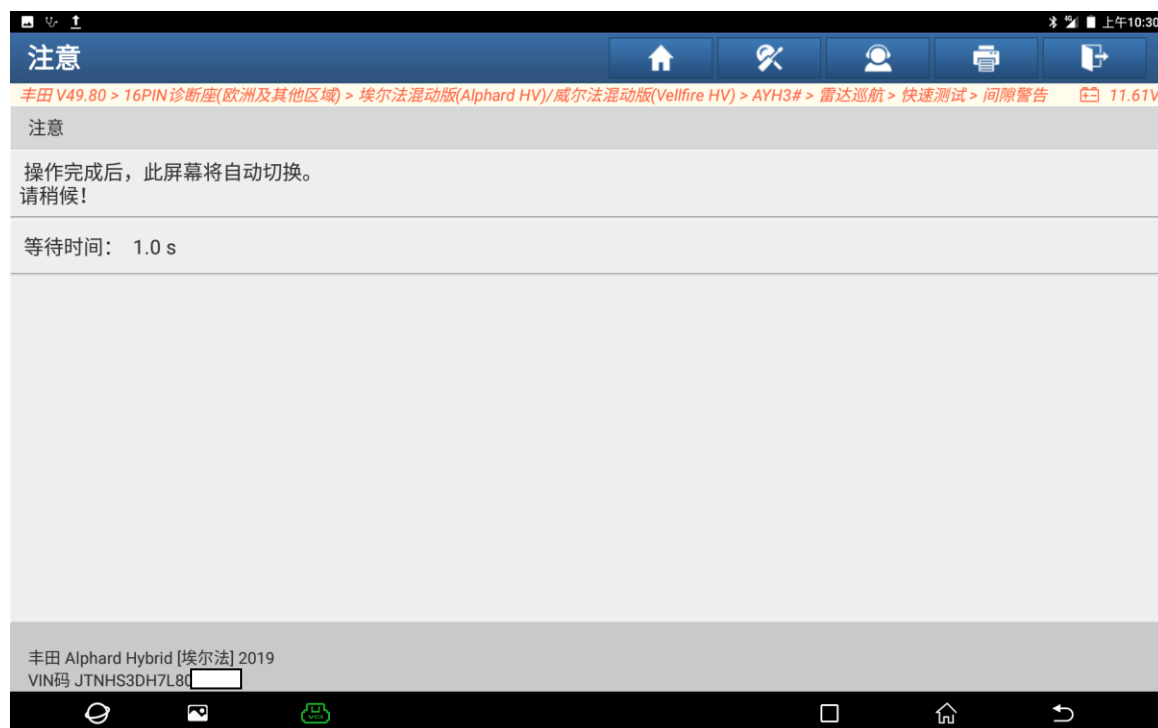 4G 上午10:30
注意
丰田 V49.80 > 16PIN诊断座(欧洲及其他区域) > 埃尔法混动版(Alphard HV)/威尔法混动版(Vellfire HV) > AYH3# > 雷达巡航 > 快速测试 > 间隙警告 11.61V
注意
操作完成后，此屏幕将自动切换。
请稍候！
等待时间： 1.0 s
丰田 Alphard Hybrid [埃尔法] 2019
VIN码 JTNHS3DH7L80
VCI